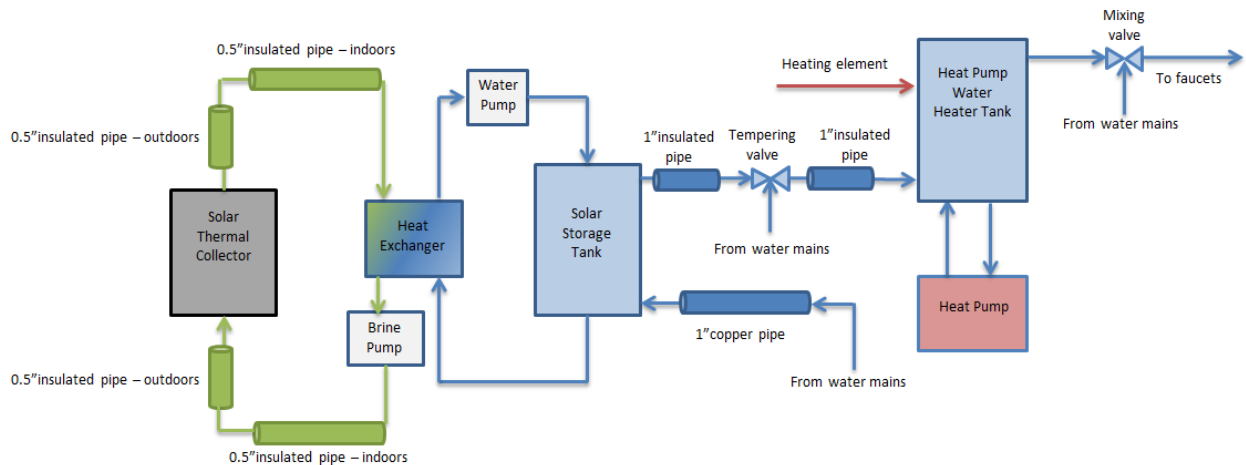 0.5”insulated pipe – indoors
0.5”insulated pipe – outdoors
Solar
Thermal
Collector
0.5”insulated pipe – outdoors
0.5”insulated pipe – indoors
Heat
Exchanger
Brine
Pump
Water
Pump
Solar
Storage
Tank
1”insulated
pipe
Tempering
valve
1”insulated
pipe
From water mains
1”copper pipe
From water mains
Heating element
Heat Pump
Water
Heater Tank
Heat Pump
Mixing
valve
To faucets
From water mains